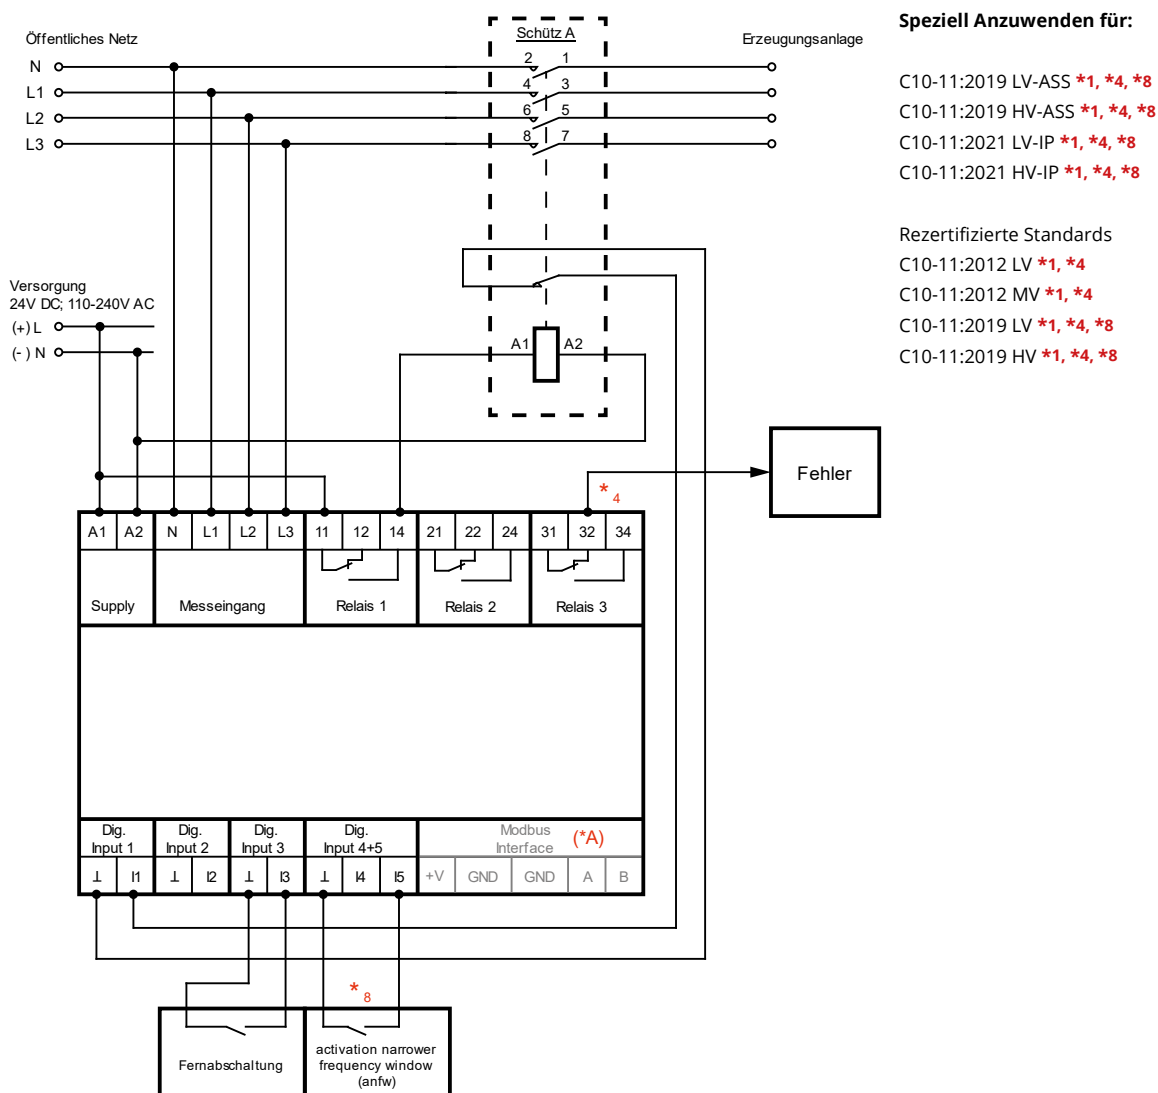 Öffentliches Netz
Schütz A
Erzeugungsanlage
N
2 1
L1
4 3
L2
6 5
L3
8 7
Speziell Anzuwenden für:
C10-11:2019 LV-ASS *1, *4, *8
C10-11:2019 HV-ASS *1, *4, *8
C10-11:2021 LV-IP *1, *4, *8
C10-11:2021 HV-IP *1, *4, *8
Rezertifizierte Standards
C10-11:2012 LV *1, *4
C10-11:2012 MV *1, *4
C10-11:2019 LV *1, *4, *8
C10-11:2019 HV *1, *4, *8
Versorgung
24V DC; 110-240V AC
(+) L
(-) N
A1 A2
Fehler
* 4
A1 A2 N L1 L2 L3 11 12 14 21 22 24 31 32 34
Supply Messeingang Relais 1 Relais 2 Relais 3
Dig. Input 1
Dig. Input 2
Dig. Input 3
Dig. Input 4+5
Modbus Interface (*A)
⊥ I1 ⊥ I2 ⊥ I3 ⊥ I4 I5 +V GND GND A B
* 8
Fernabschaltung
activation narrower
frequency window
(anfw)